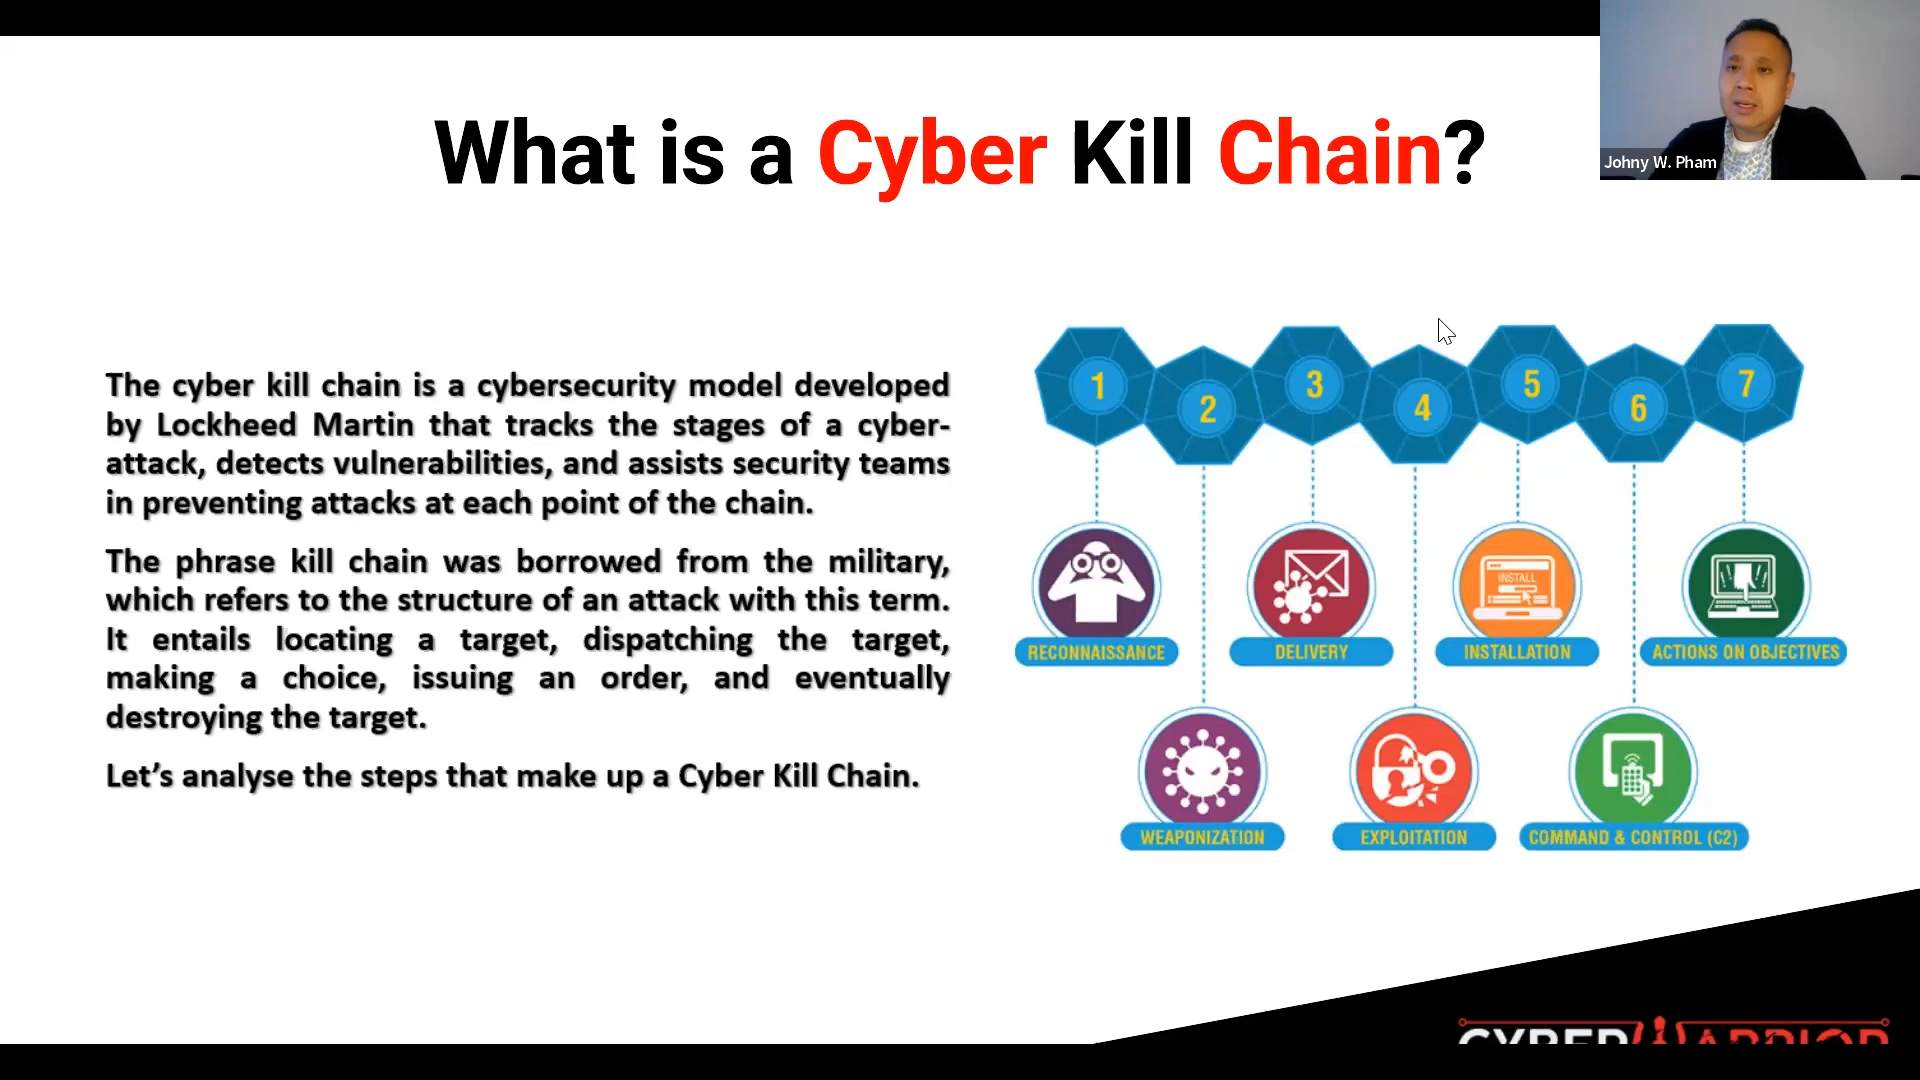 What is a Cyber Kill Chain?
Johny W. Pham
The cyber kill chain is a cybersecurity model developed
by Lockheed Martin that tracks the stages of a cyber-
attack, detects vulnerabilities, and assists security teams
in preventing attacks at each point of the chain.
The phrase kill chain was borrowed from the military,
which refers to the structure of an attack with this term.
It entails locating a target, dispatching the target,
making a choice, issuing an order, and eventually
destroying the target.
Let’s analyse the steps that make up a Cyber Kill Chain.
1
2
3
4
5
6
7
INSTALL
RECONNAISSANCE
DELIVERY
INSTALLATION
ACTIONS ON OBJECTIVES
WEAPONIZATION
EXPLOITATION
COMMAND & CONTROL (C2)
CYBER WARRIOR